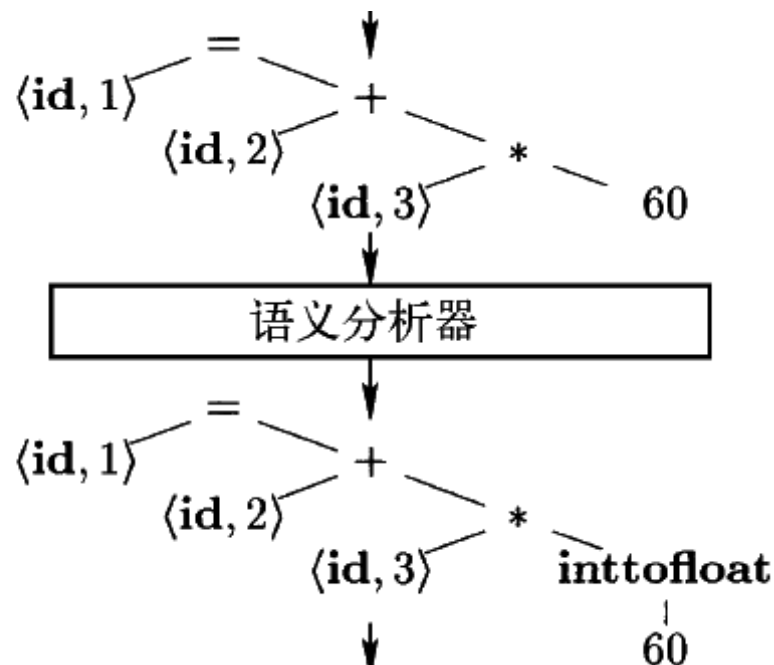 =
⟨id, 1⟩ +
⟨id, 2⟩ *
⟨id, 3⟩ 60
语义分析器
=
⟨id, 1⟩ +
⟨id, 2⟩ *
⟨id, 3⟩ inttofloat
60